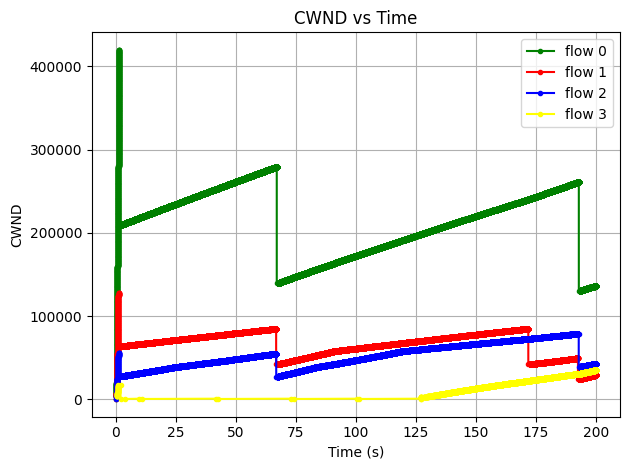 CWND vs Time
flow 0
flow 1
flow 2
flow 3
CWND
400000
300000
200000
100000
0
0
25
50
75
100
125
150
175
200
Time (s)